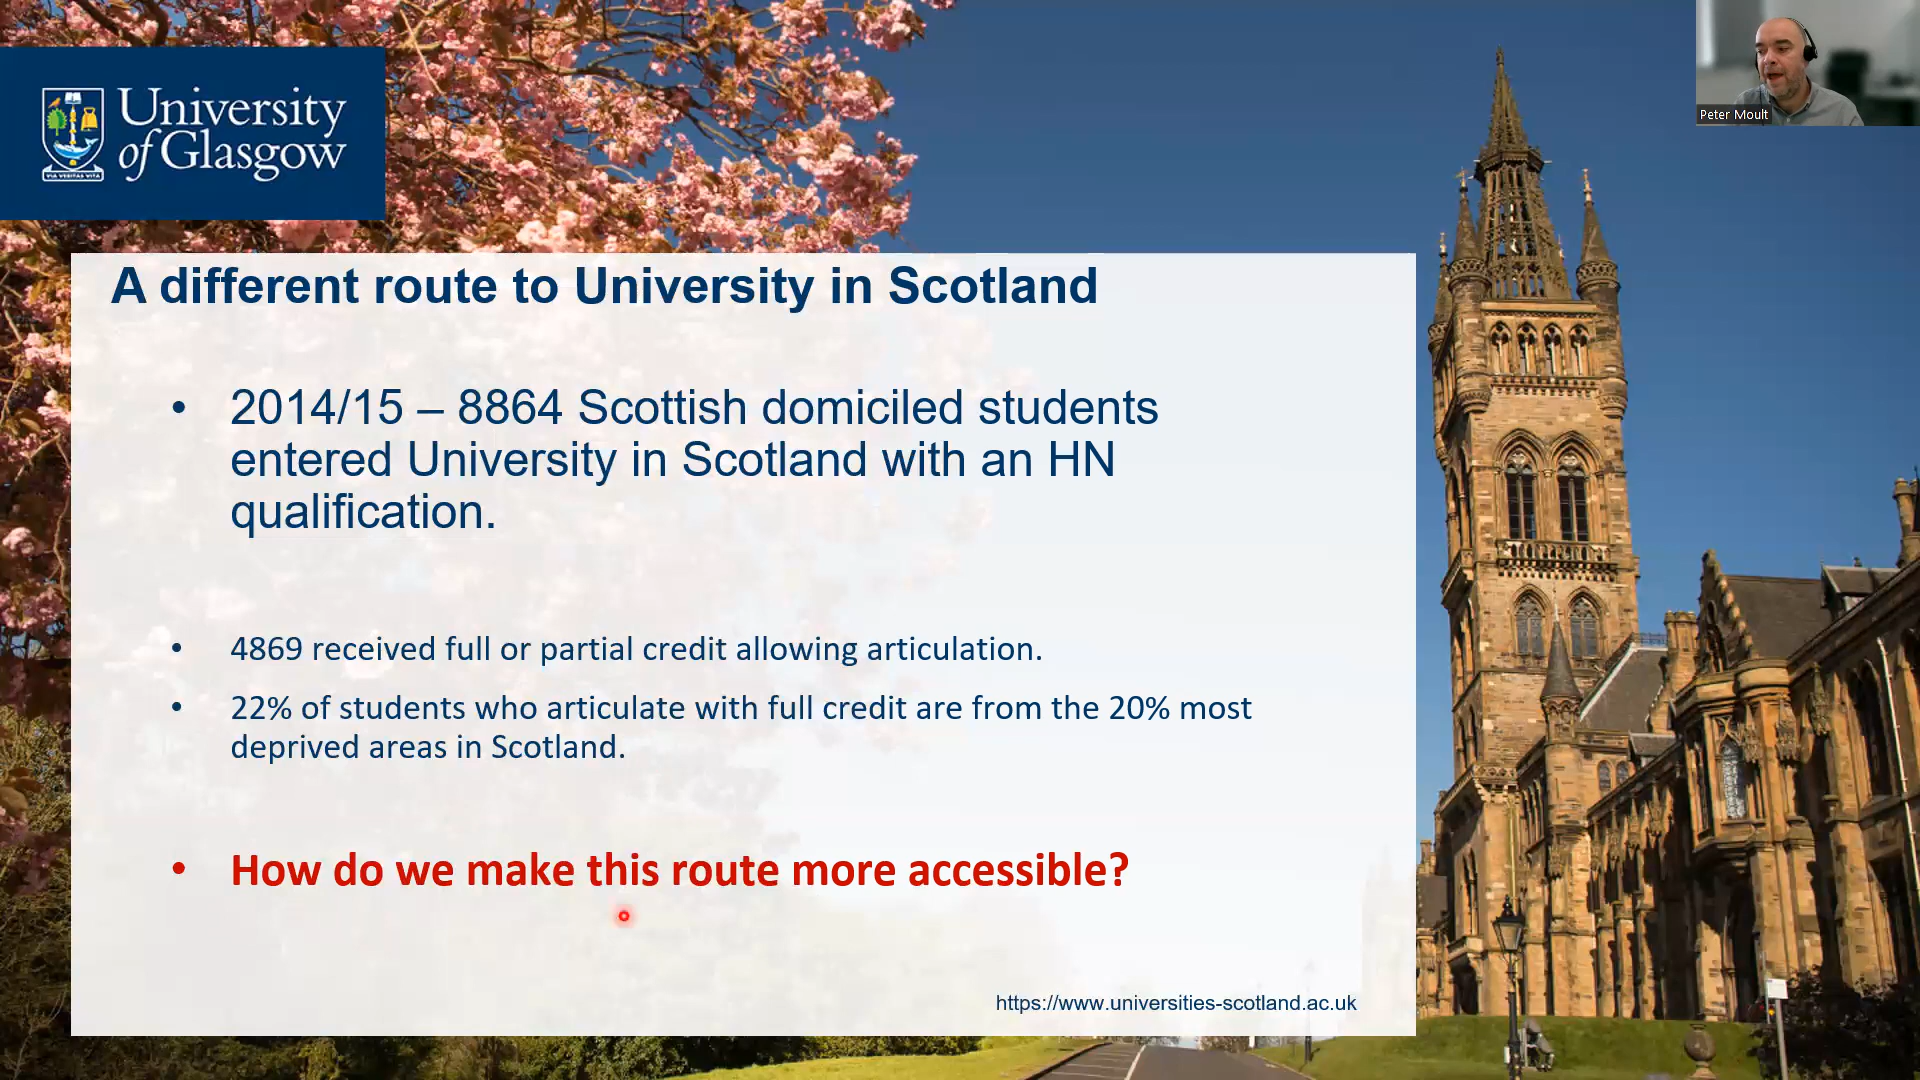 University
of Glasgow
VIA VERITAS VITA
Peter Moult
A different route to University in Scotland
• 2014/15 – 8864 Scottish domiciled students
entered University in Scotland with an HN
qualification.
• 4869 received full or partial credit allowing articulation.
• 22% of students who articulate with full credit are from the 20% most
deprived areas in Scotland.
• How do we make this route more accessible?
https://www.universities-scotland.ac.uk